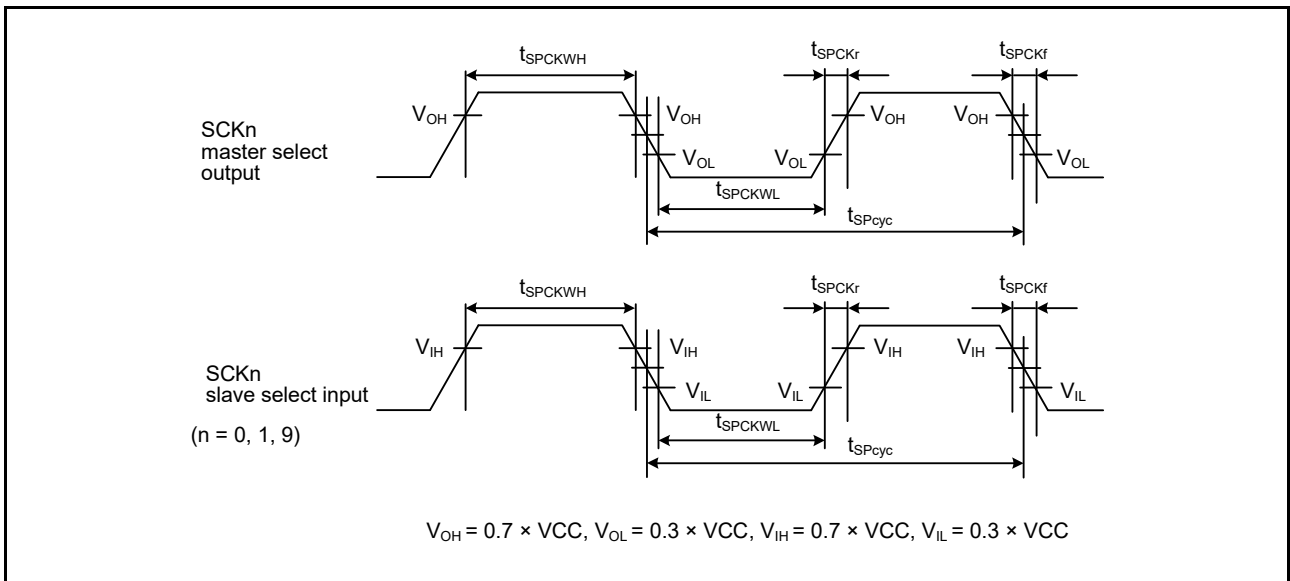 tSPCKWH
tSPCKr
tSPCKf
VOH
VOH
VOH
VOH
SCKn
master select
output
VOL
VOL
VOL
tSPCKWL
tSPcyc
tSPCKWH
tSPCKr
tSPCKf
VIH
VIH
VIH
VIH
SCKn
slave select input
VIL
VIL
VIL
(n = 0, 1, 9)
tSPCKWL
tSPcyc
VOH = 0.7 × VCC, VOL = 0.3 × VCC, VIH = 0.7 × VCC, VIL = 0.3 × VCC